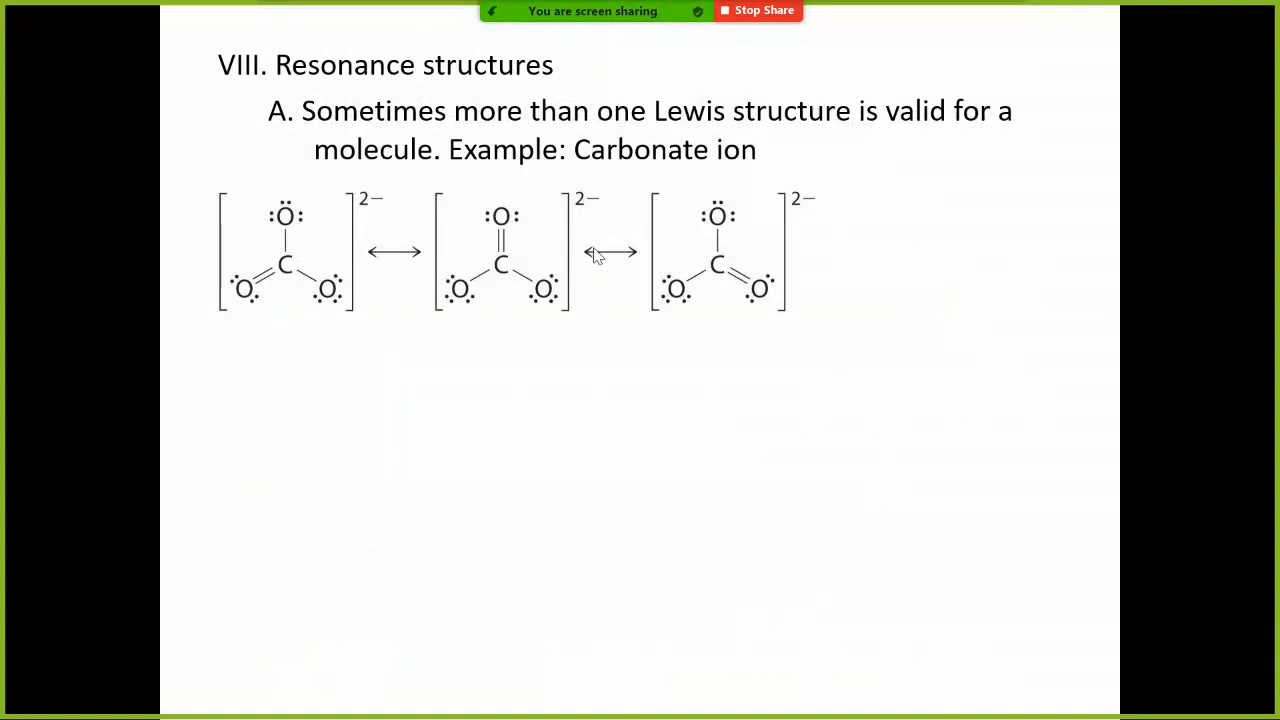 You are screen sharing Stop Share
VIII. Resonance structures
A. Sometimes more than one Lewis structure is valid for a
molecule. Example: Carbonate ion
2− 2− 2−
:Ö: :O: :Ö:
C C C
O O O O O O